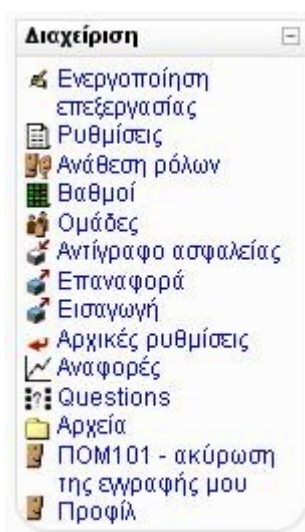 Διαχείριση
Ενεργοποίηση
επεξεργασίας
Ρυθμίσεις
Ανάθεση ρόλων
Βαθμοί
Ομάδες
Αντίγραφο ασφαλείας
Επαναφορά
Εισαγωγή
Αρχικές ρυθμίσεις
Αναφορές
Questions
Αρχεία
ΠΟΜ101 - ακύρωση
της εγγραφής μου
Προφίλ